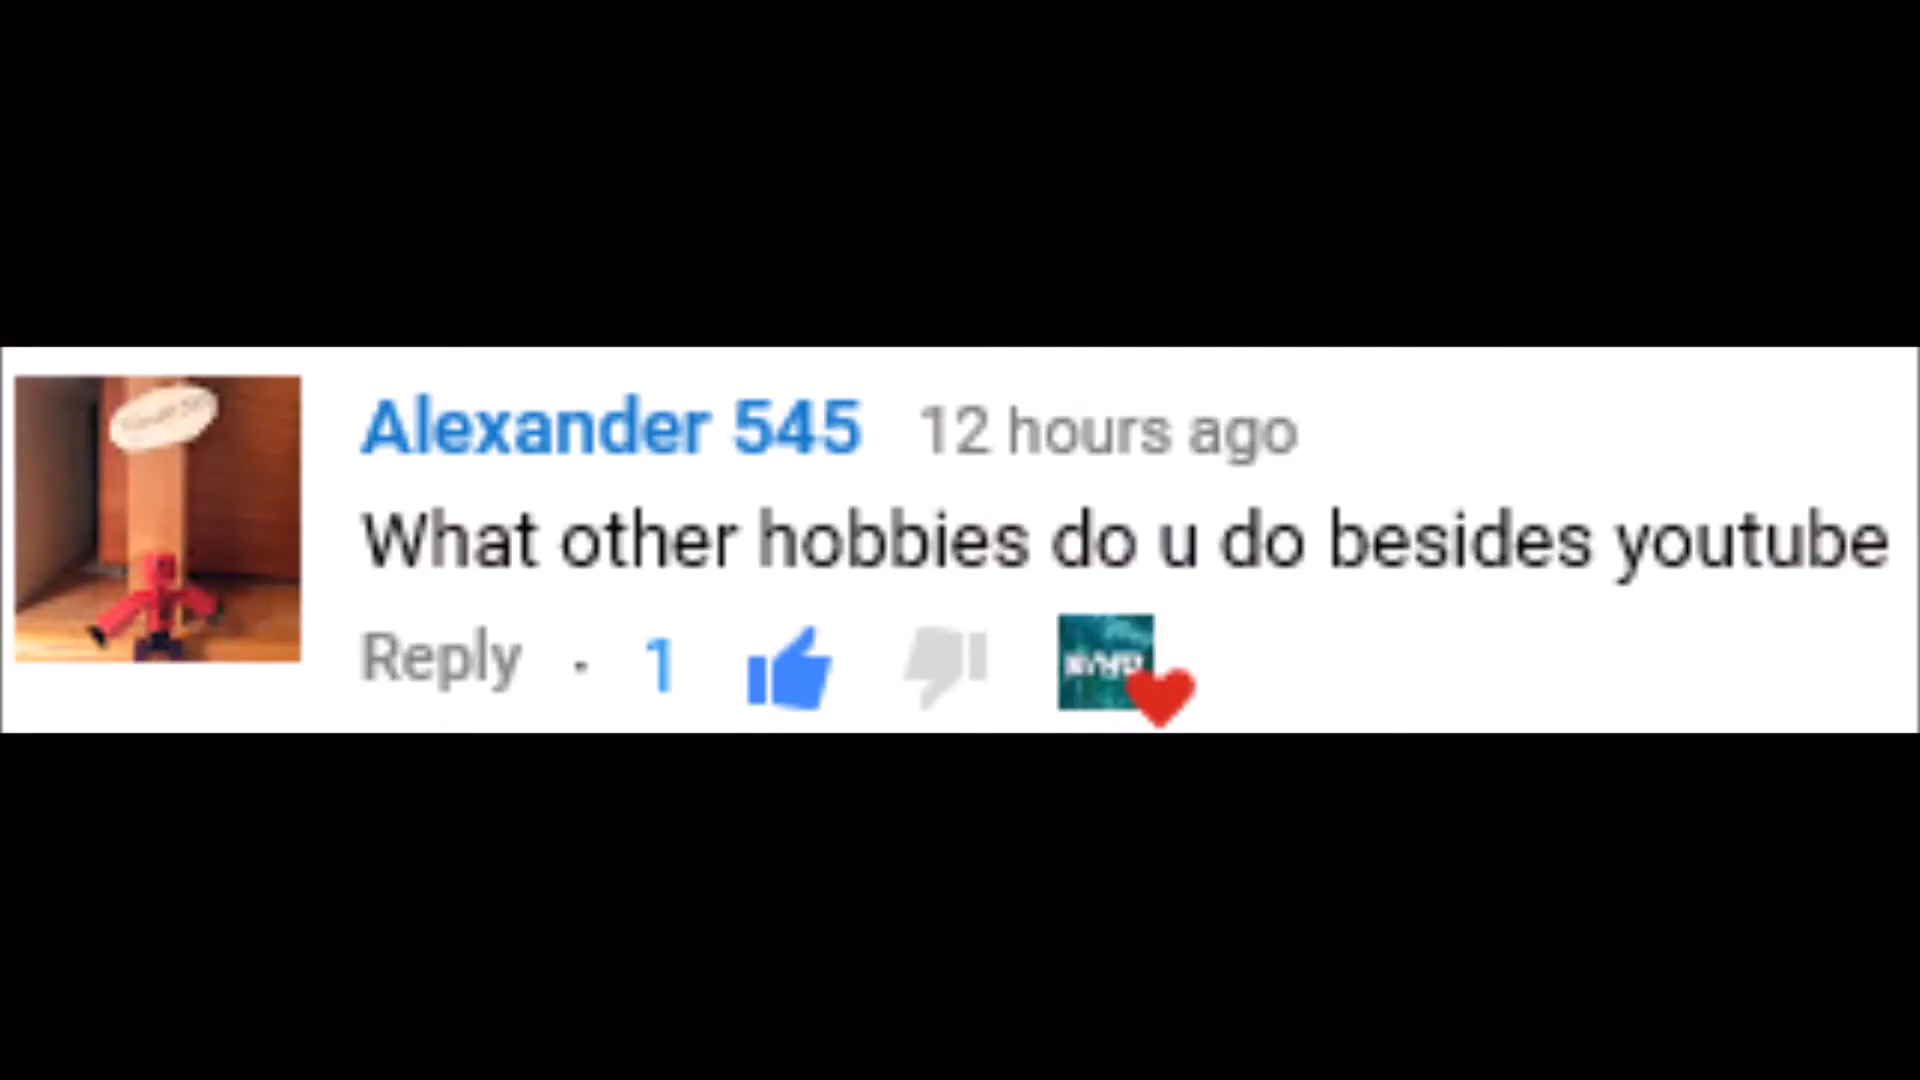 Alexander 545 12 hours ago
What other hobbies do u do besides youtube
Reply · 1